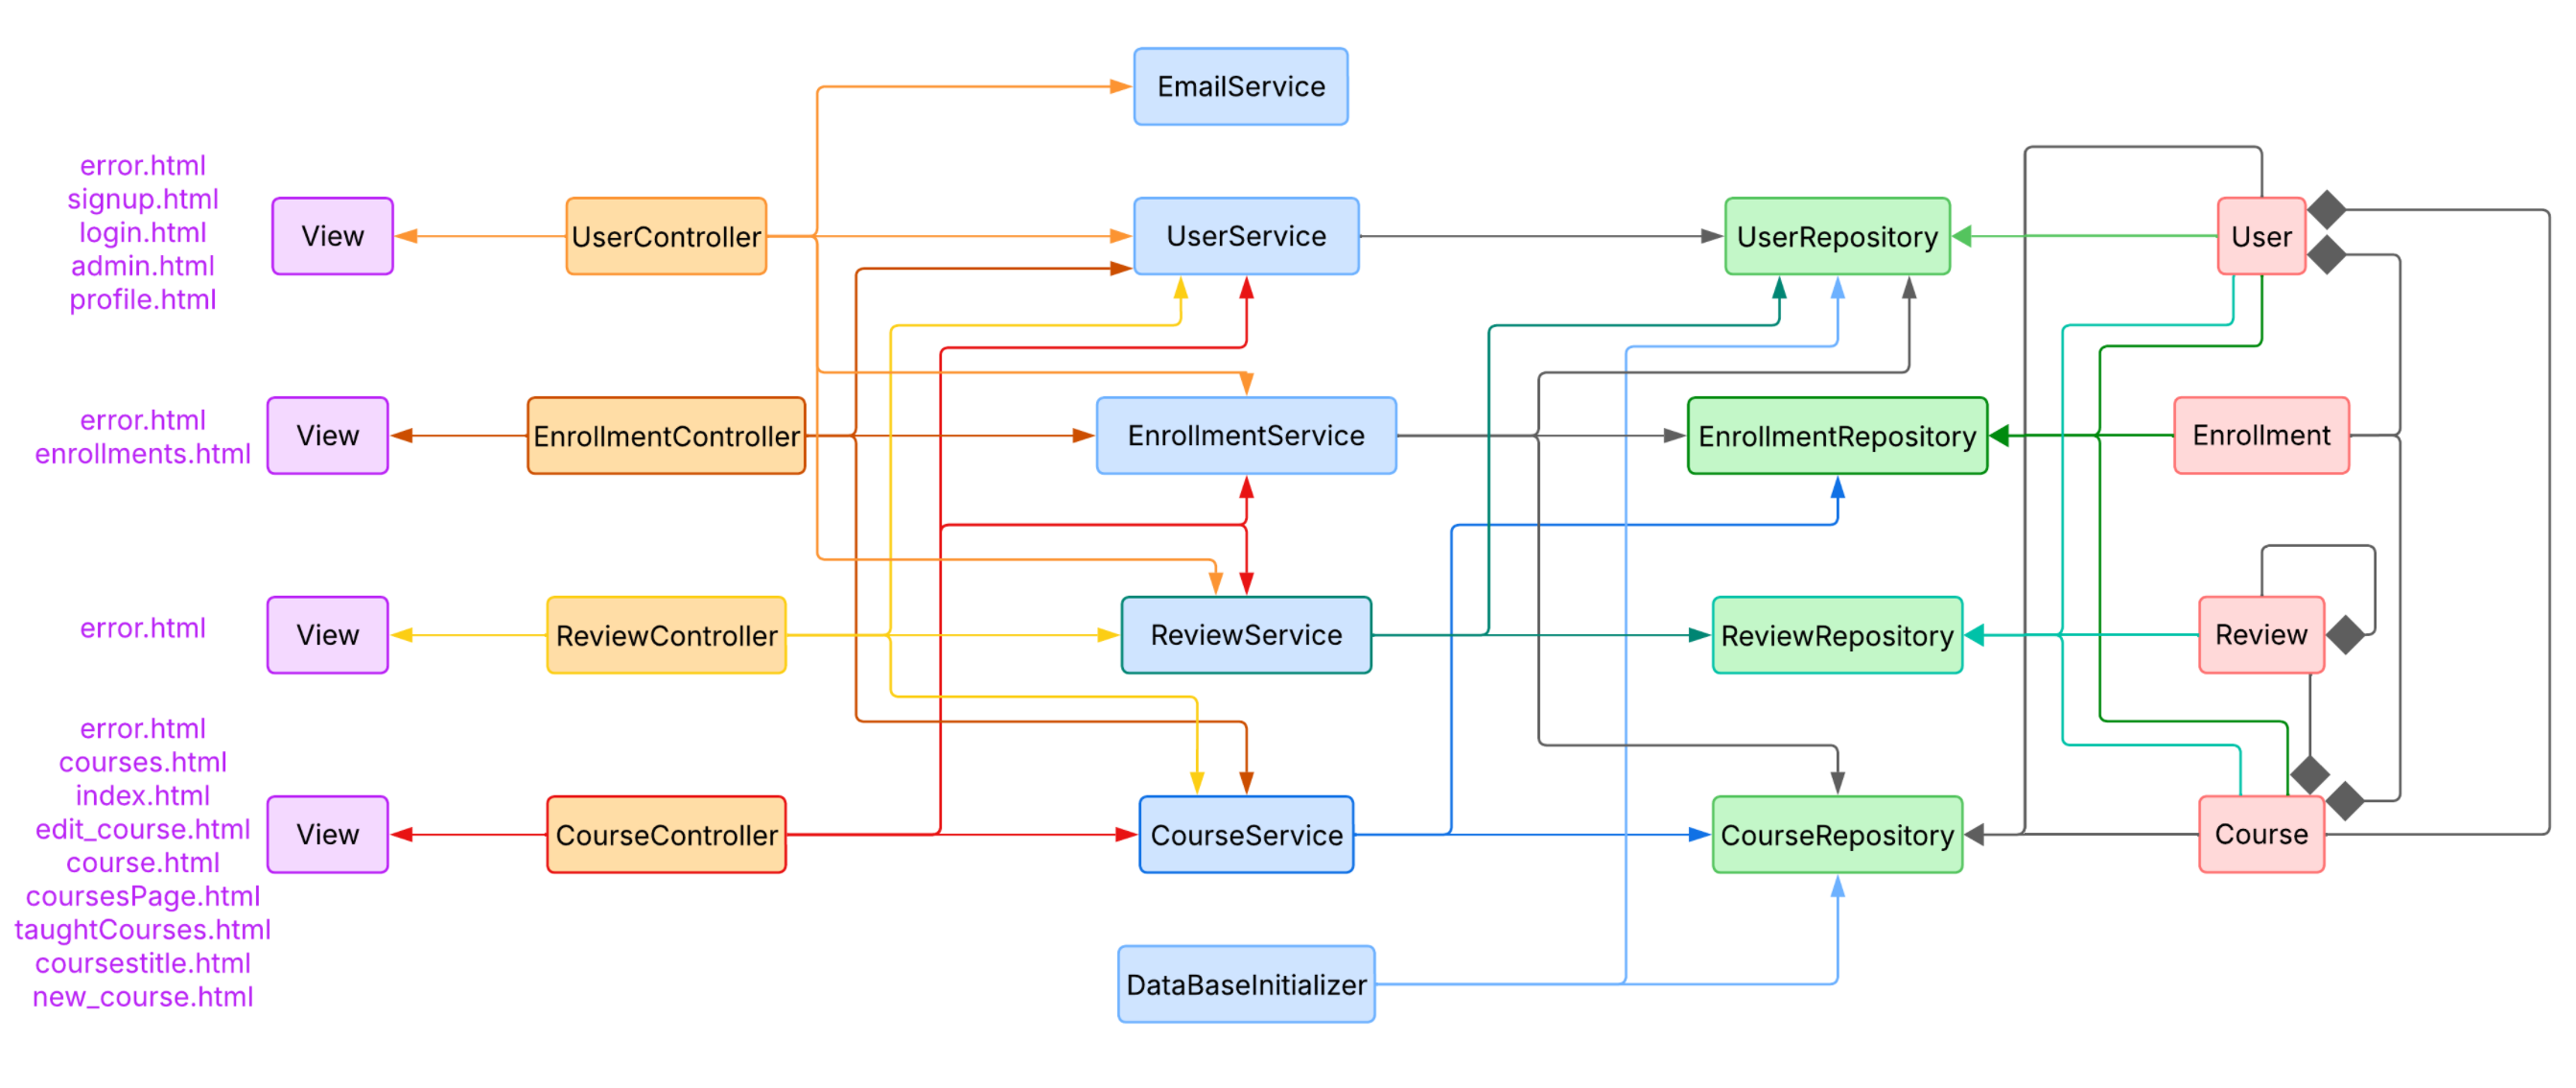 EmailService
error.html
signup.html
login.html
admin.html
profile.html
View
UserController
UserService
UserRepository
User
error.html
enrollments.html
View
EnrollmentController
EnrollmentService
EnrollmentRepository
Enrollment
error.html
View
ReviewController
ReviewService
ReviewRepository
Review
error.html
courses.html
index.html
edit_course.html
course.html
coursesPage.html
taughtCourses.html
coursestitle.html
new_course.html
View
CourseController
CourseService
CourseRepository
Course
DataBaseInitializer